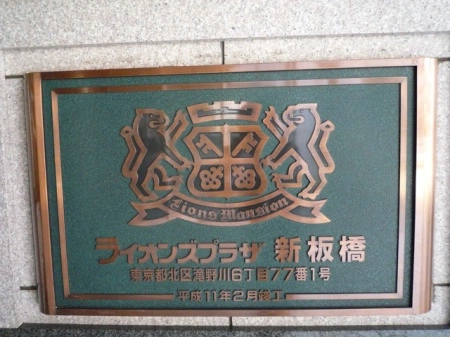 Lions Mansion
ライオンズプラザ 新板橋
東京都北区滝野川6丁目77番1号
平成11年2月竣工